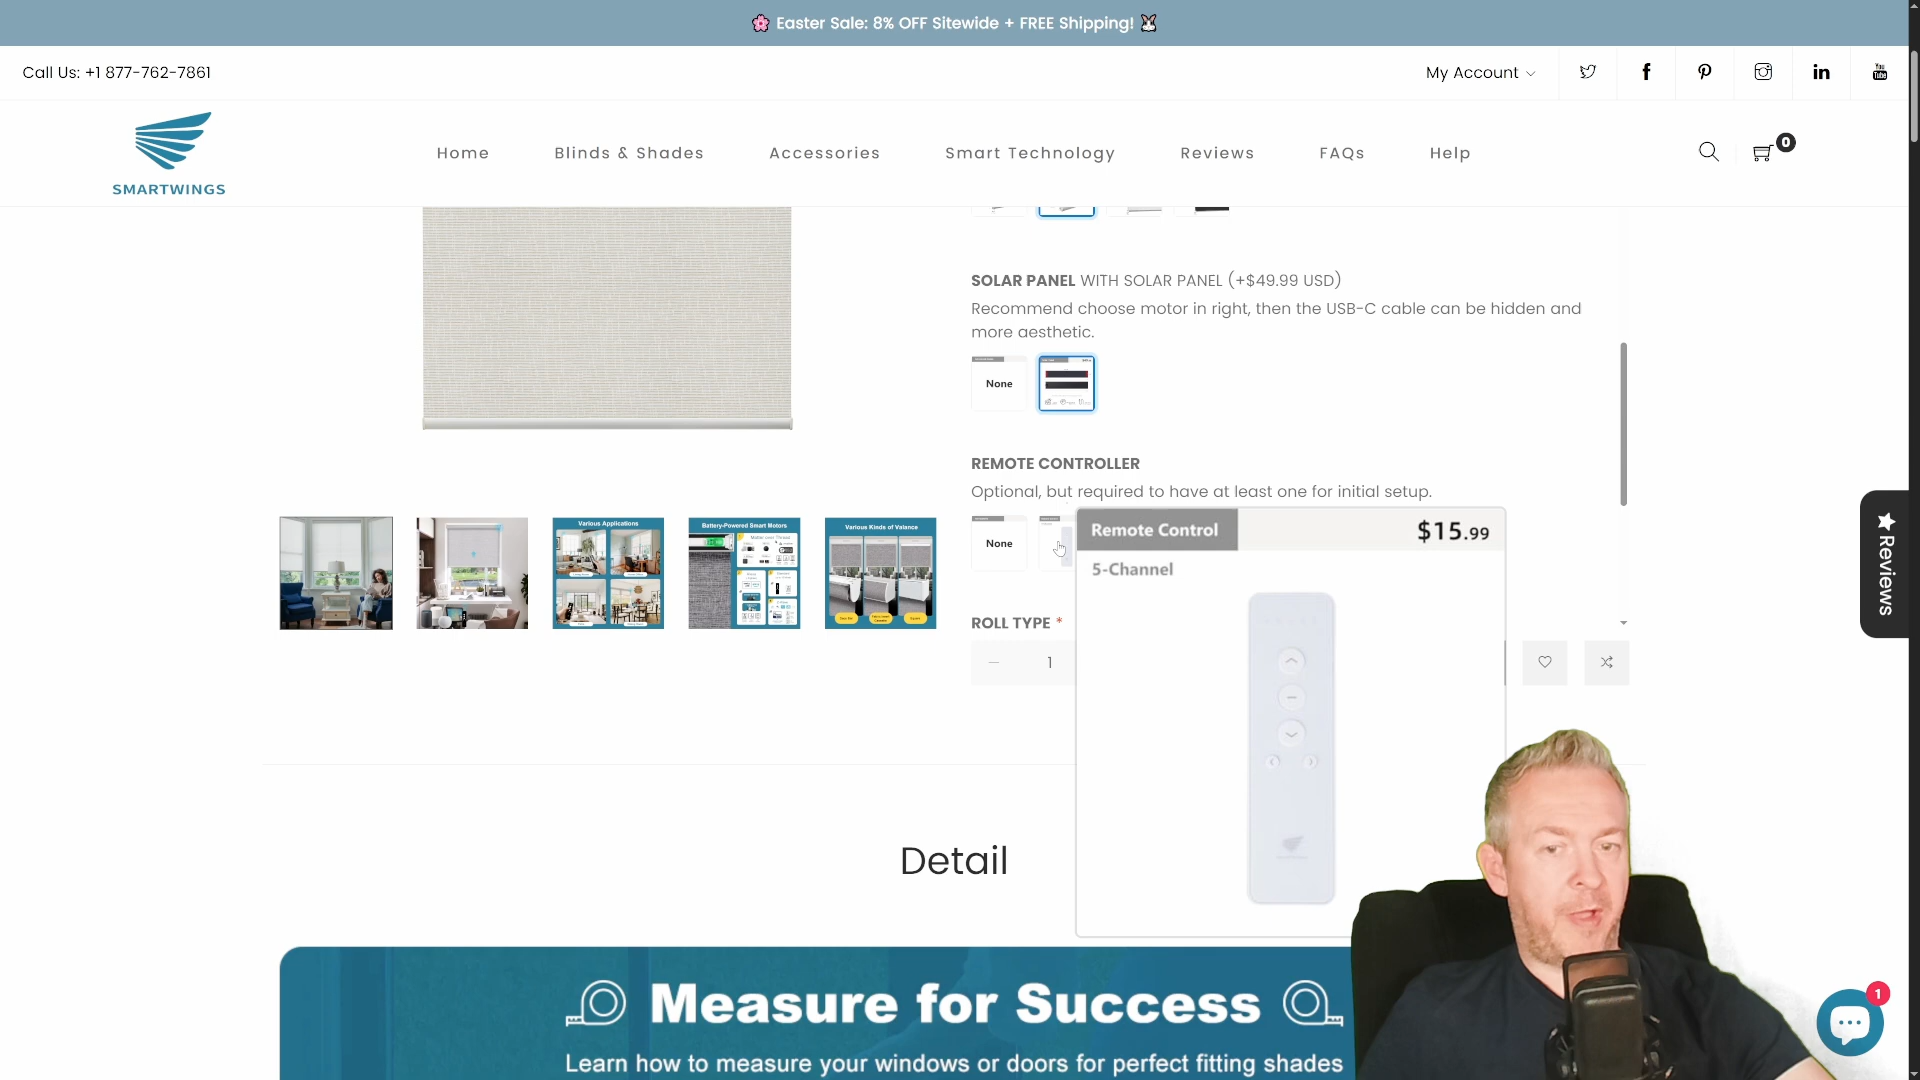 🌸 Easter Sale: 8% OFF Sitewide + FREE Shipping! 🐰
Call Us: +1 877-762-7861
My Account
You
Tube
SMARTWINGS
Home
Blinds & Shades
Accessories
Smart Technology
Reviews
FAQs
Help
0
SOLAR PANEL WITH SOLAR PANEL (+$49.99 USD)
Recommend choose motor in right, then the USB-C cable can be hidden and
more aesthetic.
None
REMOTE CONTROLLER
Optional, but required to have at least one for initial setup.
None
Remote Control
$15.99
5-Channel
Various Applications
Battery-Powered Smart Motors
Various Kinds of Valance
ROLL TYPE *
1
★ Reviews
Detail
Measure for Success
Learn how to measure your windows or doors for perfect fitting shades
1